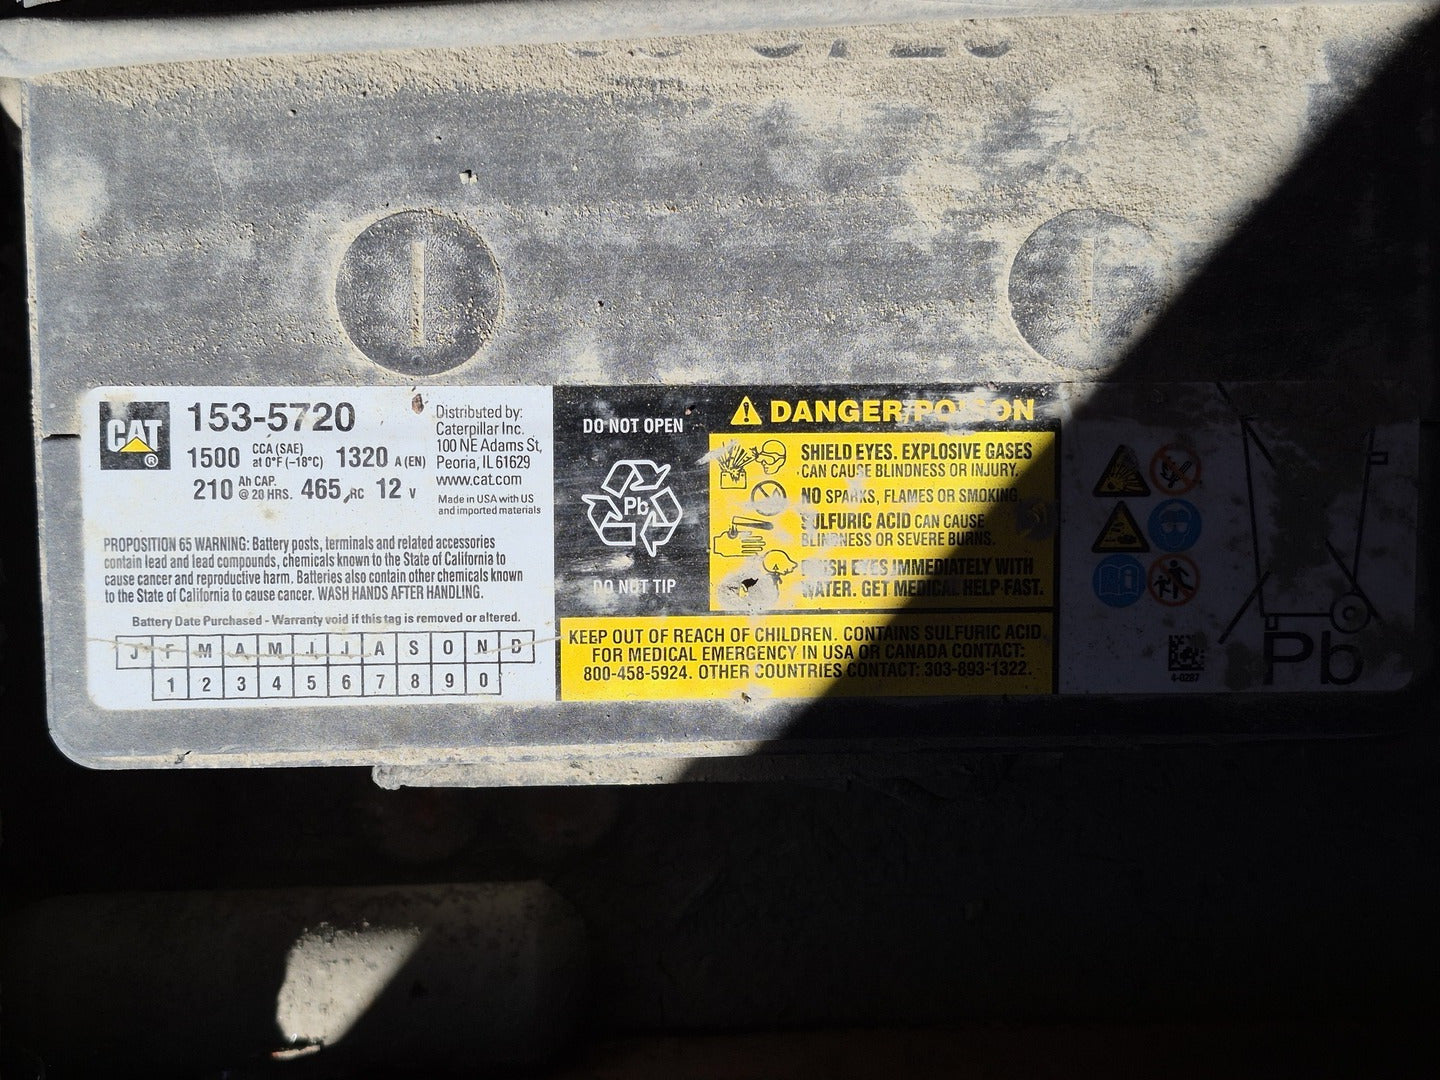 CAT
®
153-5720
1500 CCA (SAE) at 0°F (–18°C) 1320 A (EN)
210 Ah CAP. @ 20 HRS. 465 RC 12 V
Distributed by:
Caterpillar Inc.
100 NE Adams St,
Peoria, IL 61629
www.cat.com
Made in USA with US
and imported materials
PROPOSITION 65 WARNING: Battery posts, terminals and related accessories
contain lead and lead compounds, chemicals known to the State of California to
cause cancer and reproductive harm. Batteries also contain other chemicals known
to the State of California to cause cancer. WASH HANDS AFTER HANDLING.
Battery Date Purchased - Warranty void if this tag is removed or altered.
J F M A M J J A S O N D
1 2 3 4 5 6 7 8 9 0
DO NOT OPEN
Pb
DO NOT TIP
DANGER/POISON
SHIELD EYES. EXPLOSIVE GASES
CAN CAUSE BLINDNESS OR INJURY.
NO SPARKS, FLAMES OR SMOKING.
SULFURIC ACID CAN CAUSE
BLINDNESS OR SEVERE BURNS.
FLUSH EYES IMMEDIATELY WITH
WATER. GET MEDICAL HELP FAST.
KEEP OUT OF REACH OF CHILDREN. CONTAINS SULFURIC ACID.
FOR MEDICAL EMERGENCY IN USA OR CANADA CONTACT:
800-458-5924. OTHER COUNTRIES CONTACT: 303-893-1322.
4-0287
Pb